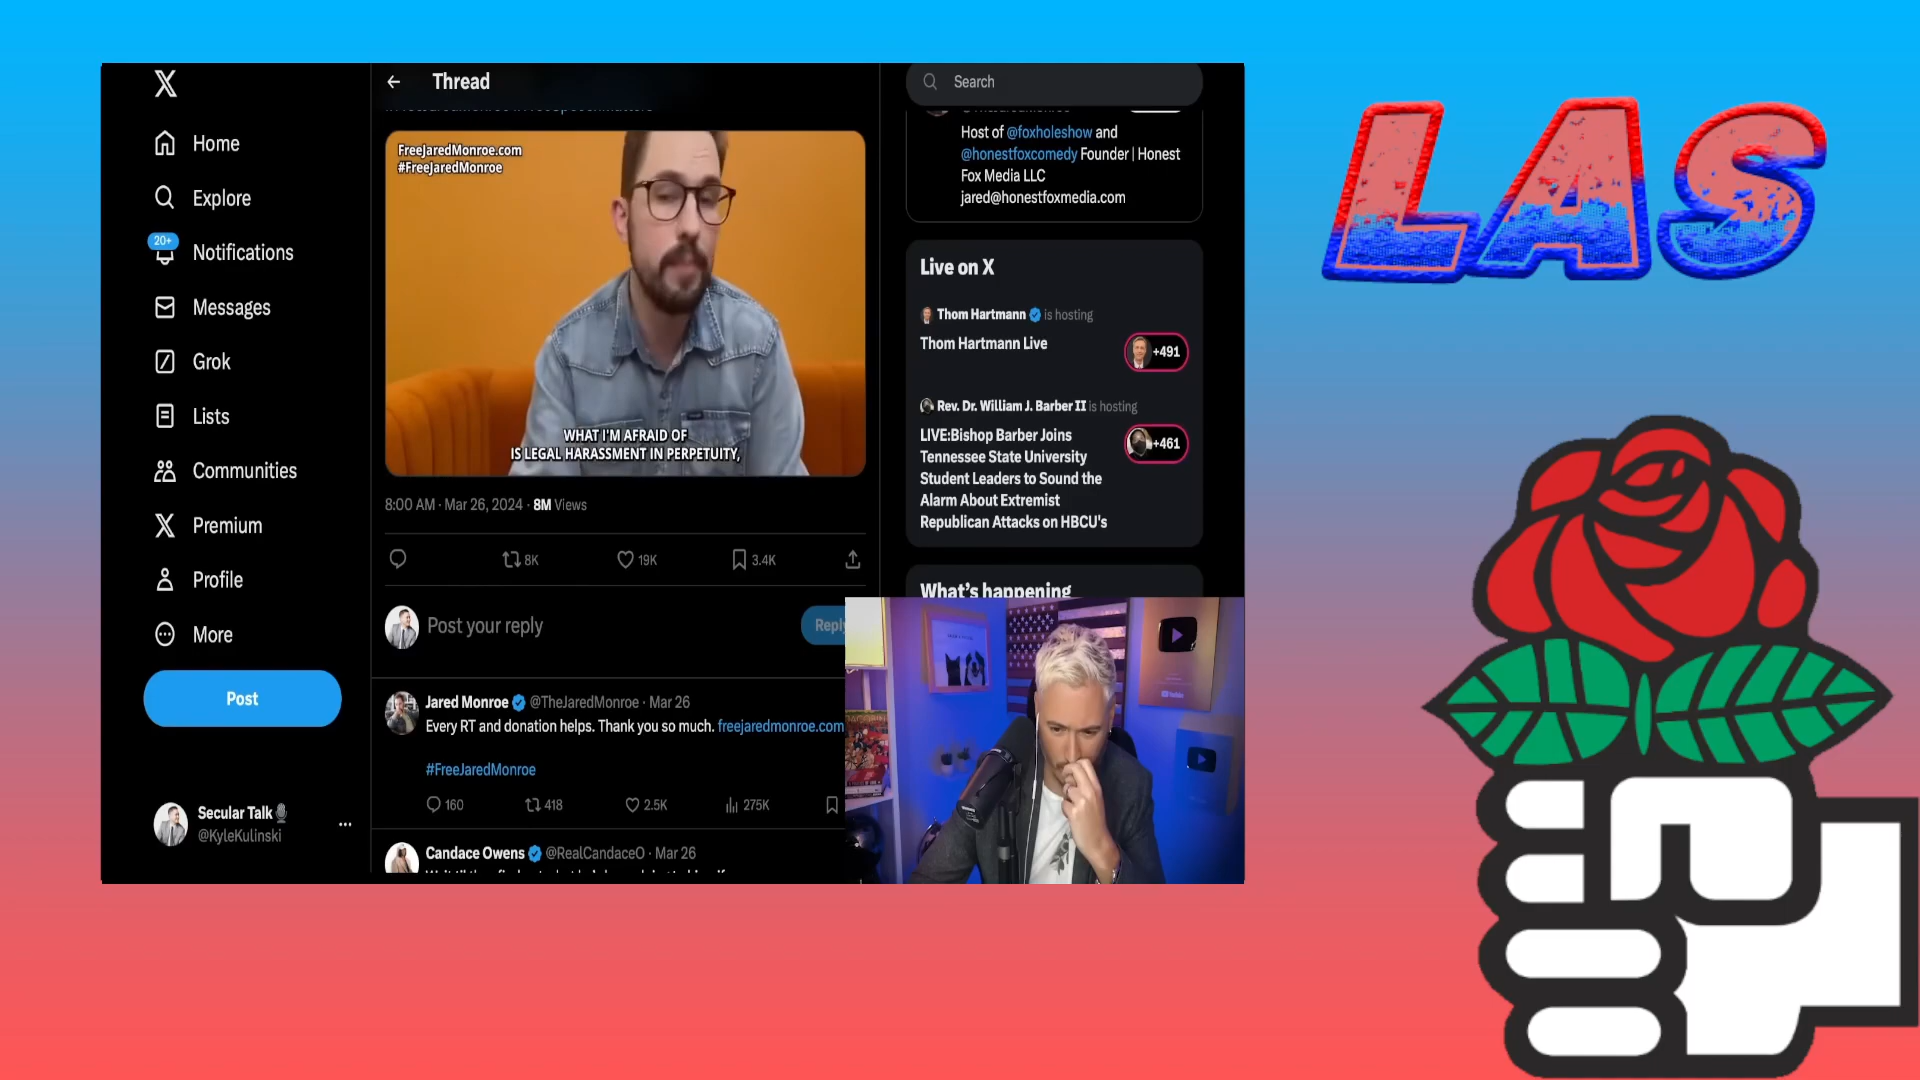 Thread
Search
Home
Explore
20+
Notifications
Messages
Grok
Lists
Communities
Premium
Profile
More
Post
Secular Talk
@KyleKulinski
FreeJaredMonroe.com
#FreeJaredMonroe
WHAT I'M AFRAID OF
IS LEGAL HARASSMENT IN PERPETUITY,
8:00 AM · Mar 26, 2024 · 8M Views
8K
19K
3.4K
Post your reply
Reply
Jared Monroe @TheJaredMonroe · Mar 26
Every RT and donation helps. Thank you so much. freejaredmonroe.com
#FreeJaredMonroe
160
418
2.5K
275K
Candace Owens @RealCandaceO · Mar 26
Host of @foxholeshow and
@honestfoxcomedy Founder | Honest
Fox Media LLC
jared@honestfoxmedia.com
Live on X
Thom Hartmann is hosting
Thom Hartmann Live
+491
Rev. Dr. William J. Barber II is hosting
LIVE:Bishop Barber Joins
Tennessee State University
Student Leaders to Sound the
Alarm About Extremist
Republican Attacks on HBCU's
+461
What's happening
LAS